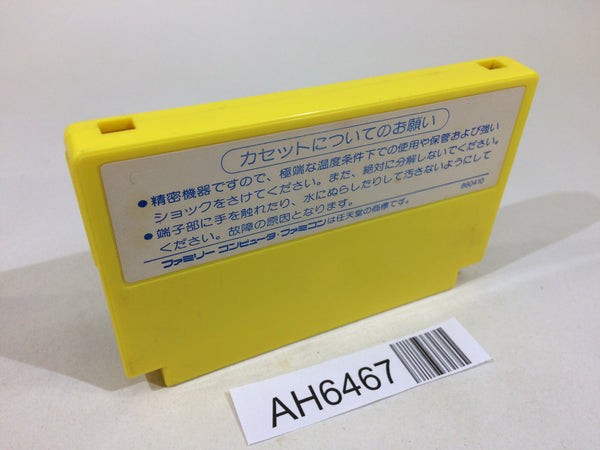 カセットについてのお願い
●精密機器ですので、極端な温度条件下での使用や保管および強い
ショックをさけてください。また、絶対に分解しないでください。
●端子部に手を触れたり、水にぬらしたりして汚さないようにして
ください。故障の原因となります。
860410
ファミリーコンピュータ・ファミコンは任天堂の商標です。
AH6467